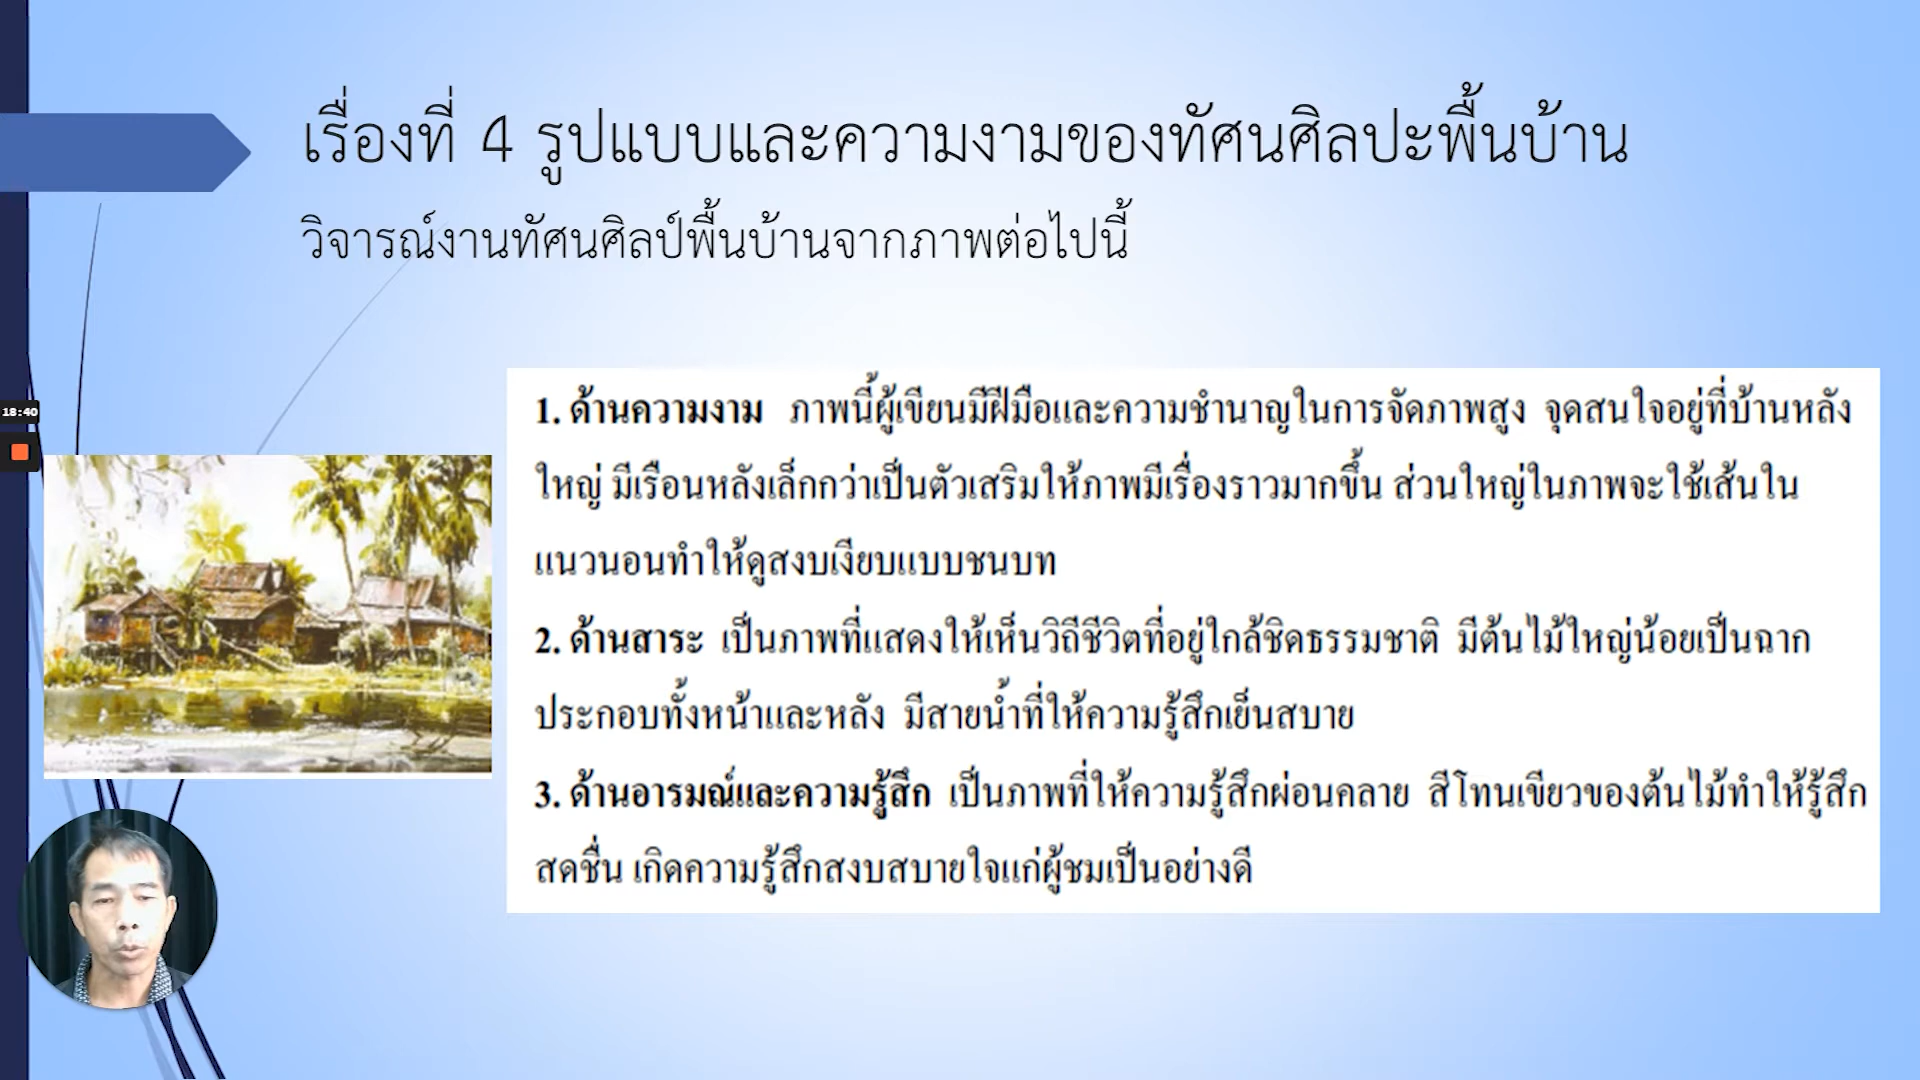 เรื่องที่ 4 รูปแบบและความงามของทัศนศิลปะพื้นบ้าน
วิจารณ์งานทัศนศิลป์พื้นบ้านจากภาพต่อไปนี้
1. ด้านความงาม ภาพนี้ผู้เขียนมีฝีมือและความชำนาญในการจัดภาพสูง จุดสนใจอยู่ที่บ้านหลัง
ใหญ่ มีเรือนหลังเล็กกว่าเป็นตัวเสริมให้ภาพมีเรื่องราวมากขึ้น ส่วนใหญ่ในภาพจะใช้เส้นใน
แนวนอนทำให้ดูสงบเงียบแบบชนบท
2. ด้านสาระ เป็นภาพที่แสดงให้เห็นวิถีชีวิตที่อยู่ใกล้ชิดธรรมชาติ มีต้นไม้ใหญ่น้อยเป็นฉาก
ประกอบทั้งหน้าและหลัง มีสายน้ำที่ให้ความรู้สึกเย็นสบาย
3. ด้านอารมณ์และความรู้สึก เป็นภาพที่ให้ความรู้สึกผ่อนคลาย สีโทนเขียวของต้นไม้ทำให้รู้สึก
สดชื่น เกิดความรู้สึกสงบสบายใจแก่ผู้ชมเป็นอย่างดี
18:40